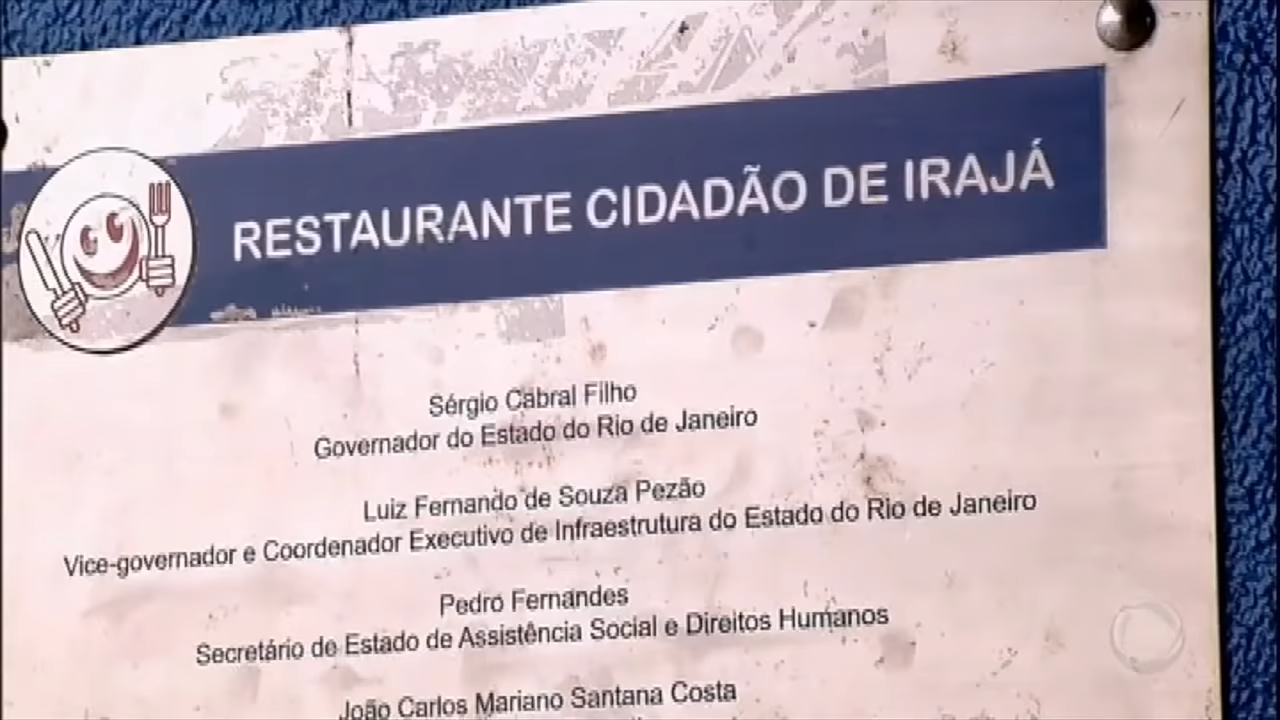 RESTAURANTE CIDADÃO DE IRAJÁ
Sérgio Cabral Filho
Governador do Estado do Rio de Janeiro
Luiz Fernando de Souza Pezão
Vice-governador e Coordenador Executivo de Infraestrutura do Estado do Rio de Janeiro
Pedro Fernandes
Secretário de Estado de Assistência Social e Direitos Humanos
João Carlos Mariano Santana Costa